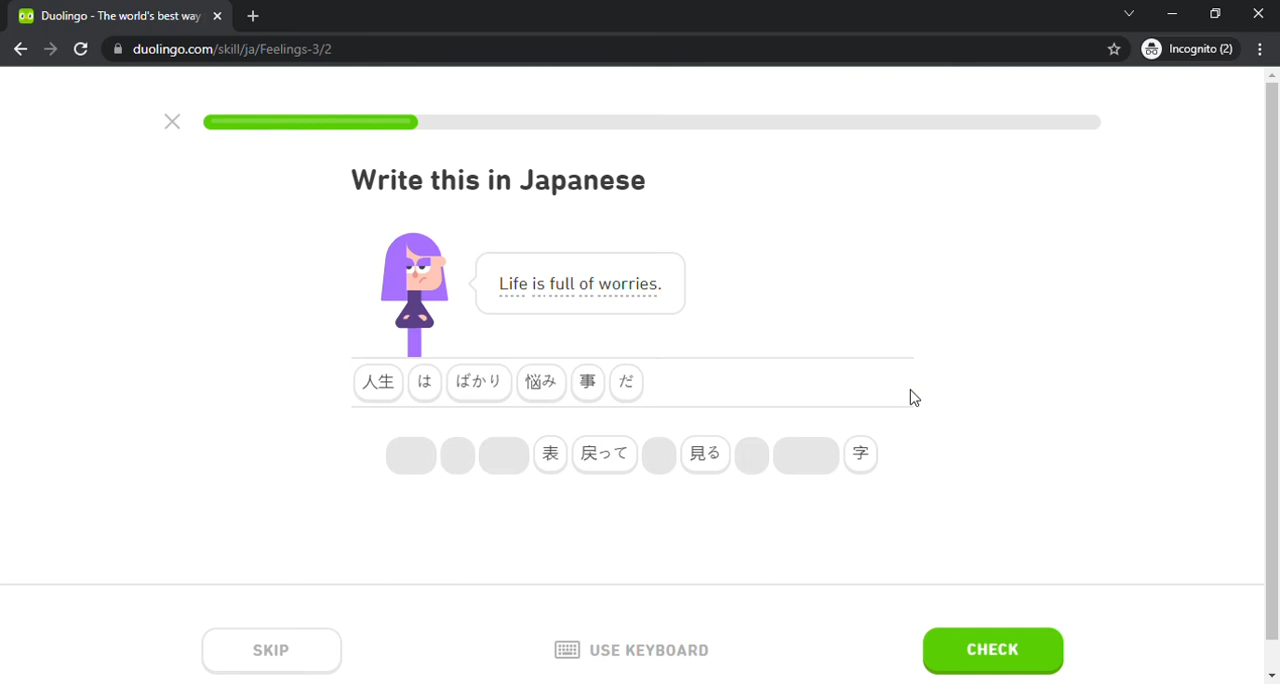 Duolingo - The world's best way
duolingo.com/skill/ja/Feelings-3/2
Incognito (2)
Write this in Japanese
Life is full of worries.
人生 は ばかり 悩み 事 だ
表 戻って 見る 字
SKIP USE KEYBOARD CHECK